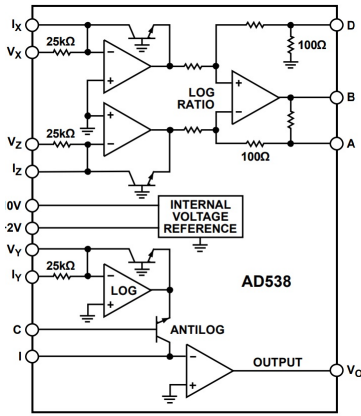 I_X
D
25kΩ
V_X
100Ω
LOG RATIO
B
V_Z
25kΩ
A
100Ω
I_Z
0V
2V
INTERNAL
VOLTAGE
REFERENCE
V_Y
25kΩ
I_Y
LOG
AD538
C
ANTILOG
I
OUTPUT
V_O